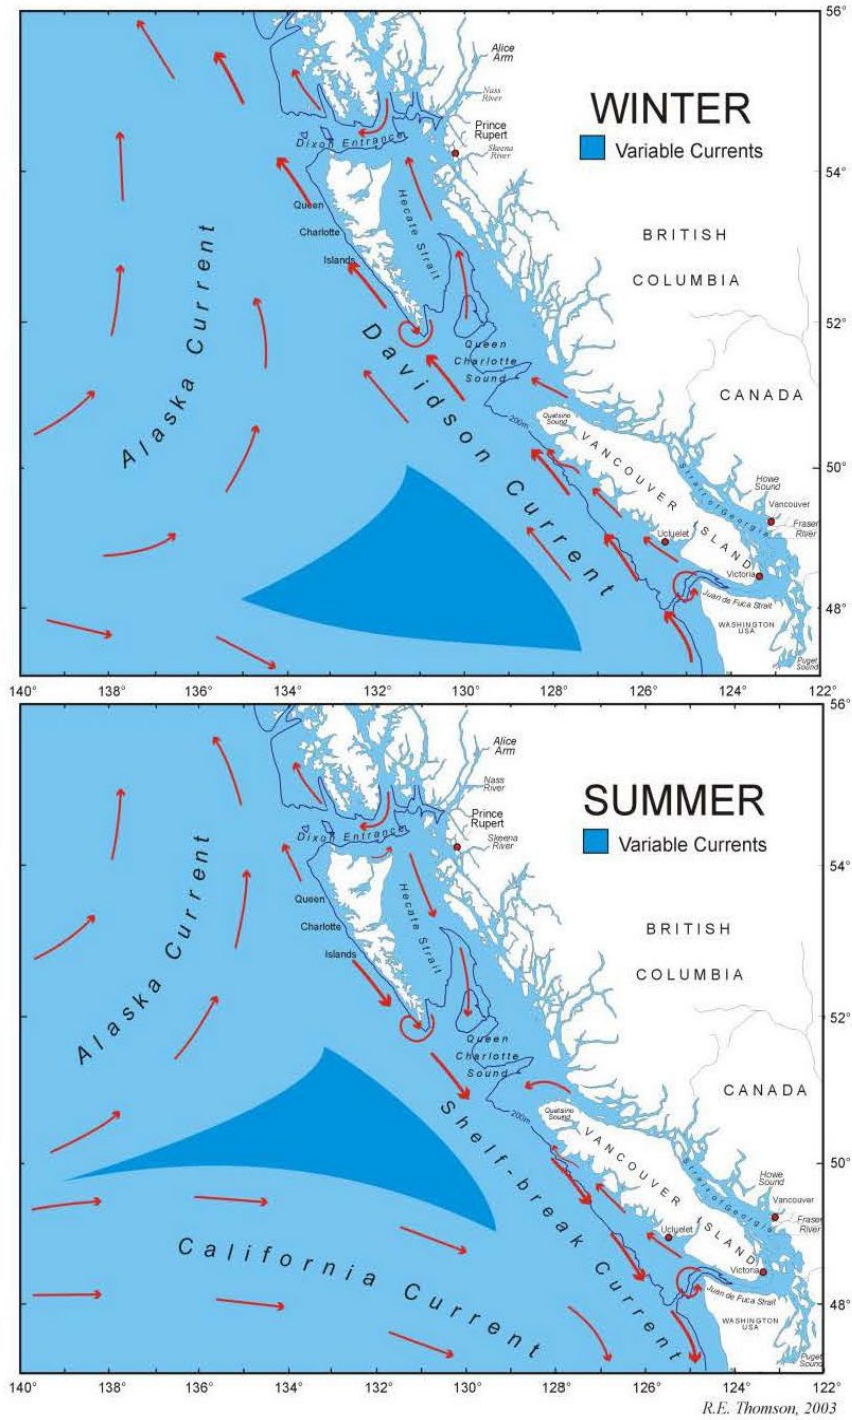 56°
Alice
Arm
Nass
River
WINTER
Prince
Rupert
Skeena
River
Variable Currents
Dixon Entrance
54°
Queen
Charlotte
Islands
Hecate Strait
BRITISH
COLUMBIA
Alaska Current
52°
Davidson Current
Queen
Charlotte
Sound
CANADA
200m
Quatsino
Sound
VANCOUVER ISLAND
50°
Strait of Georgia
Howe
Sound
Vancouver
Fraser
River
Ucluelet
Victoria
Juan de Fuca Strait
48°
WASHINGTON
USA
Puget
Sound
140° 138° 136° 134° 132° 130° 128° 126° 124° 122°
56°
Alice
Arm
Nass
River
SUMMER
Prince
Rupert
Skeena
River
Variable Currents
Dixon Entrance
54°
Queen
Charlotte
Islands
Hecate Strait
BRITISH
COLUMBIA
Alaska Current
52°
Queen
Charlotte
Sound
CANADA
200m
Quatsino
Sound
Shelf-break Current
VANCOUVER ISLAND
50°
Strait of Georgia
Howe
Sound
Vancouver
Fraser
River
Ucluelet
California Current
Victoria
Juan de Fuca Strait
48°
WASHINGTON
USA
Puget
Sound
140° 138° 136° 134° 132° 130° 128° 126° 124° 122°
R.E. Thomson, 2003